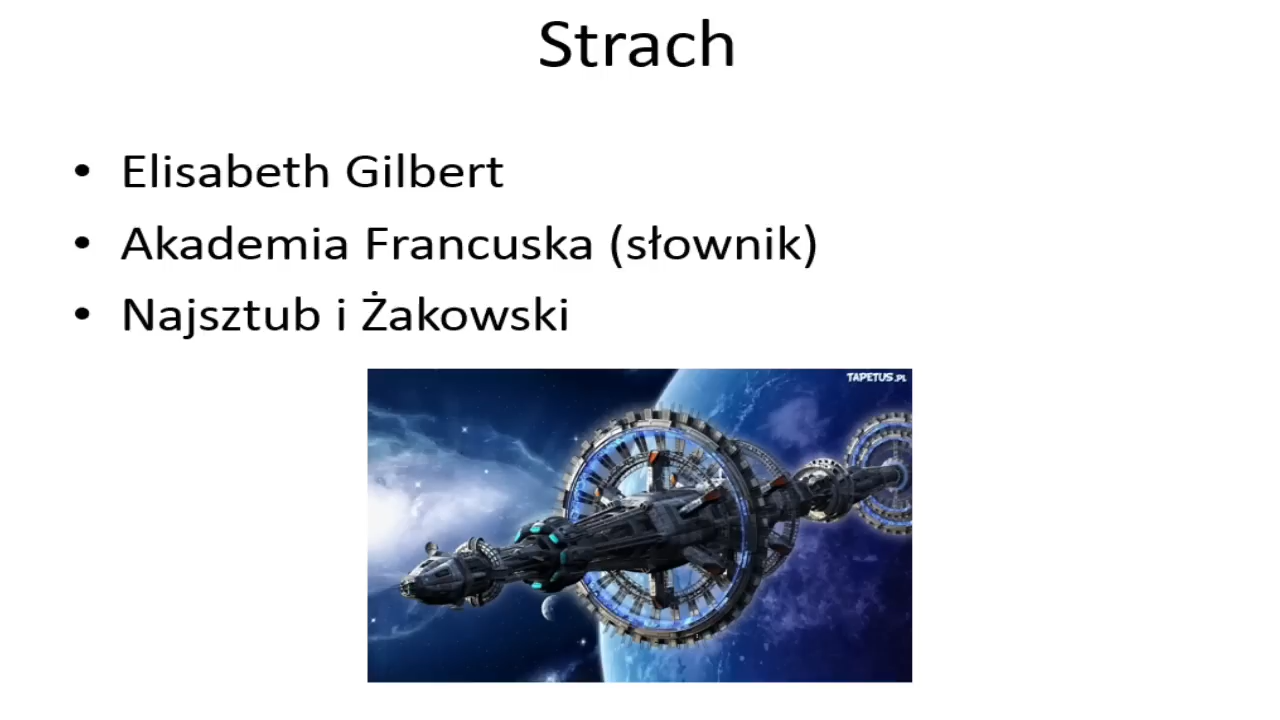 Strach
• Elisabeth Gilbert
• Akademia Francuska (słownik)
• Najsztub i Żakowski
TAPETUS.PL